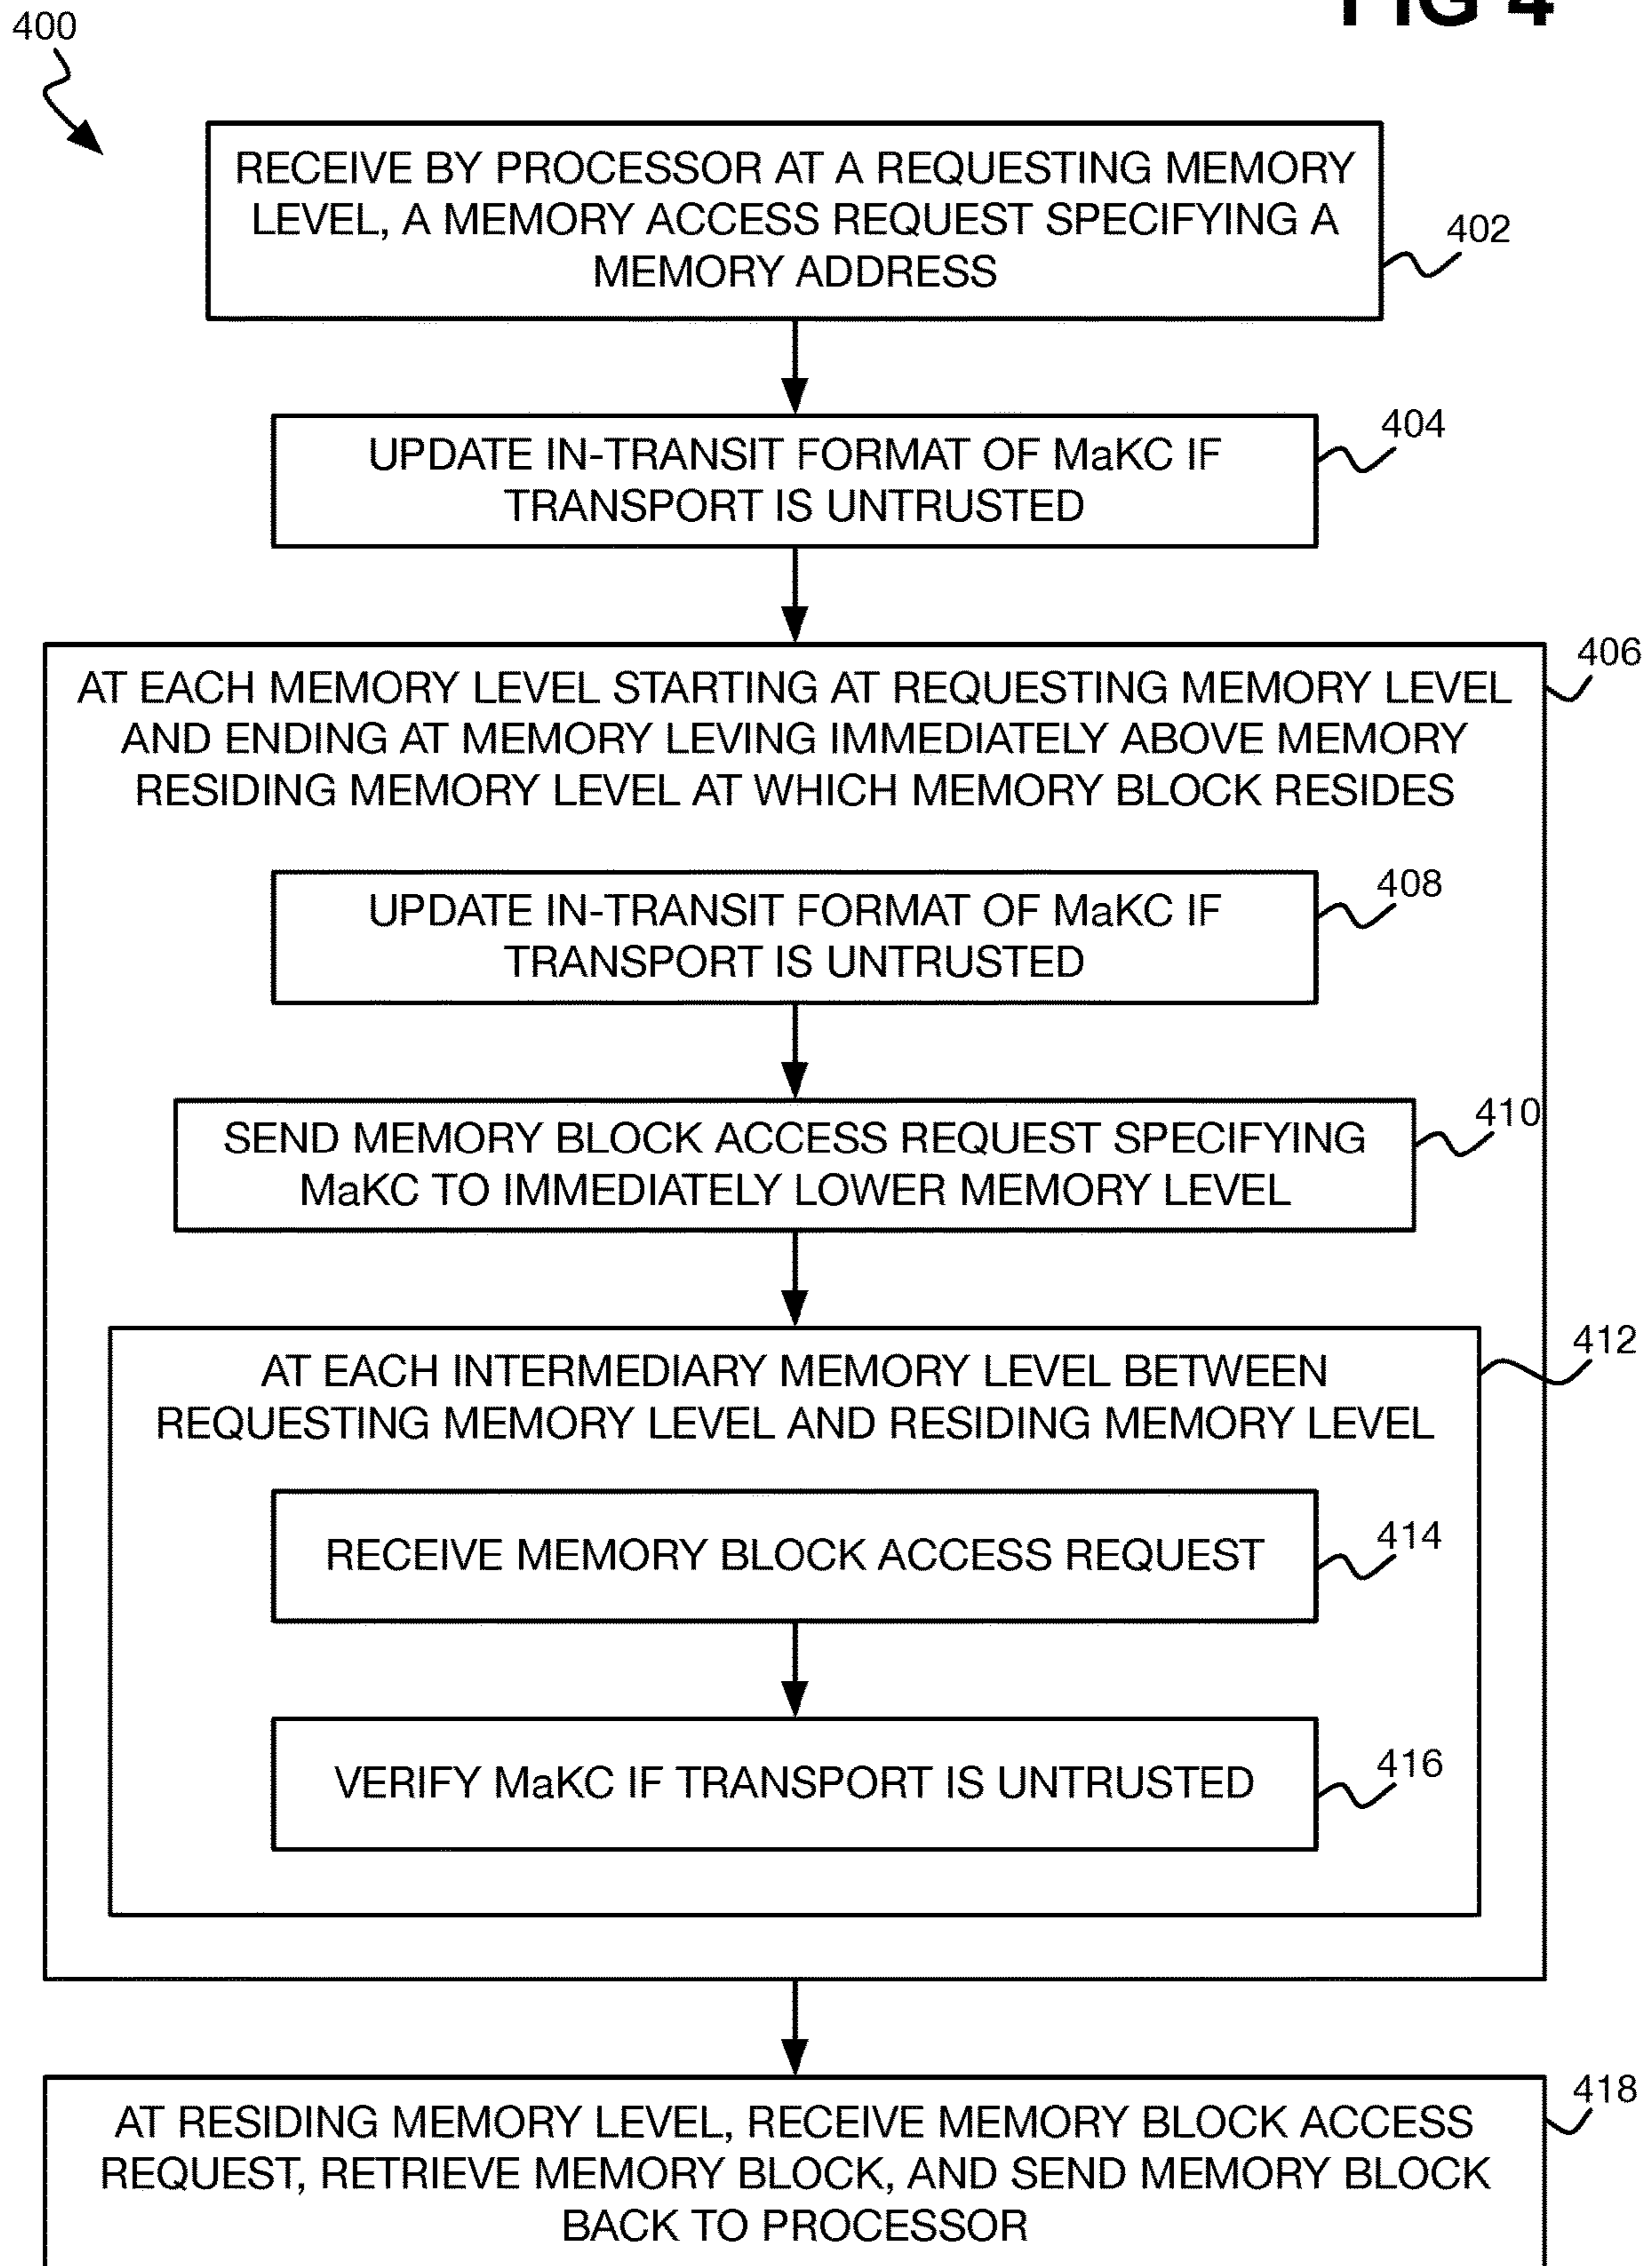 FIG 4
400
RECEIVE BY PROCESSOR AT A REQUESTING MEMORY
LEVEL, A MEMORY ACCESS REQUEST SPECIFYING A
MEMORY ADDRESS
402
UPDATE IN-TRANSIT FORMAT OF MaKC IF
TRANSPORT IS UNTRUSTED
404
AT EACH MEMORY LEVEL STARTING AT REQUESTING MEMORY LEVEL
AND ENDING AT MEMORY LEVING IMMEDIATELY ABOVE MEMORY
RESIDING MEMORY LEVEL AT WHICH MEMORY BLOCK RESIDES
406
UPDATE IN-TRANSIT FORMAT OF MaKC IF
TRANSPORT IS UNTRUSTED
408
SEND MEMORY BLOCK ACCESS REQUEST SPECIFYING
MaKC TO IMMEDIATELY LOWER MEMORY LEVEL
410
AT EACH INTERMEDIARY MEMORY LEVEL BETWEEN
REQUESTING MEMORY LEVEL AND RESIDING MEMORY LEVEL
412
RECEIVE MEMORY BLOCK ACCESS REQUEST
414
VERIFY MaKC IF TRANSPORT IS UNTRUSTED
416
AT RESIDING MEMORY LEVEL, RECEIVE MEMORY BLOCK ACCESS
REQUEST, RETRIEVE MEMORY BLOCK, AND SEND MEMORY BLOCK
BACK TO PROCESSOR
418